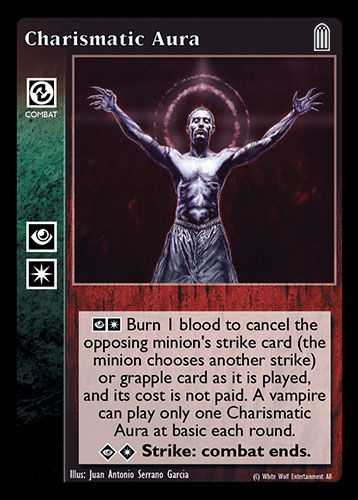 Charismatic Aura
COMBAT
Burn 1 blood to cancel the
opposing minion's strike card (the
minion chooses another strike)
or grapple card as it is played,
and its cost is not paid. A vampire
can play only one Charismatic
Aura at basic each round.
Strike: combat ends.
Illus: Juan Antonio Serrano Garcia
(C) White Wolf Entertainment AB